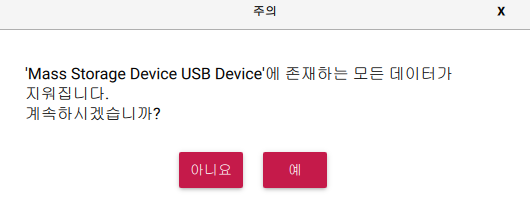 주의
X
'Mass Storage Device USB Device'에 존재하는 모든 데이터가
지워집니다.
계속하시겠습니까?
아니요 예